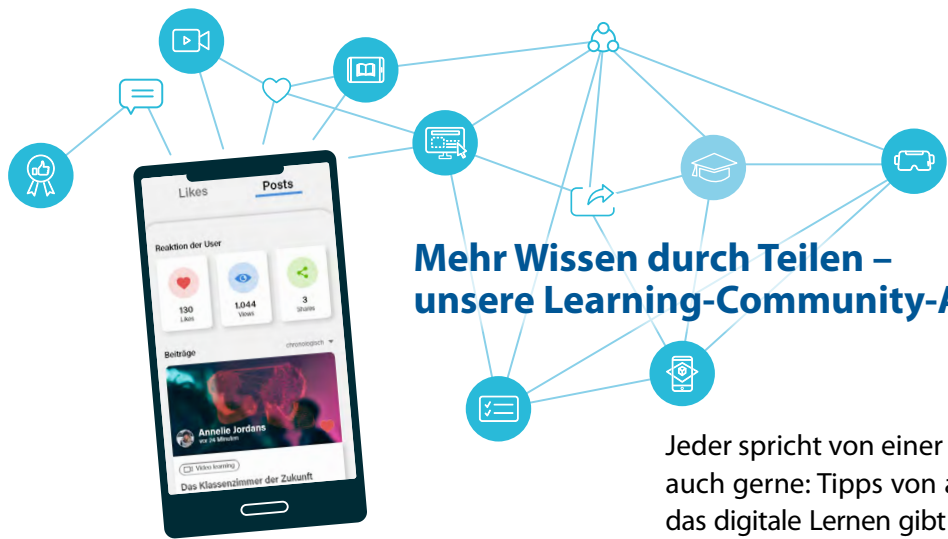 Likes Posts
Reaktion der User
130 1,044 3
Likes Views Shares
chronologisch
Beiträge
Annelie Jordans
vor 24 Minuten
Video learning
Das Klassenzimmer der Zukunft
Mehr Wissen durch Teilen –
unsere Learning-Community-A
Jeder spricht von einer
auch gerne: Tipps von a
das digitale Lernen gibt